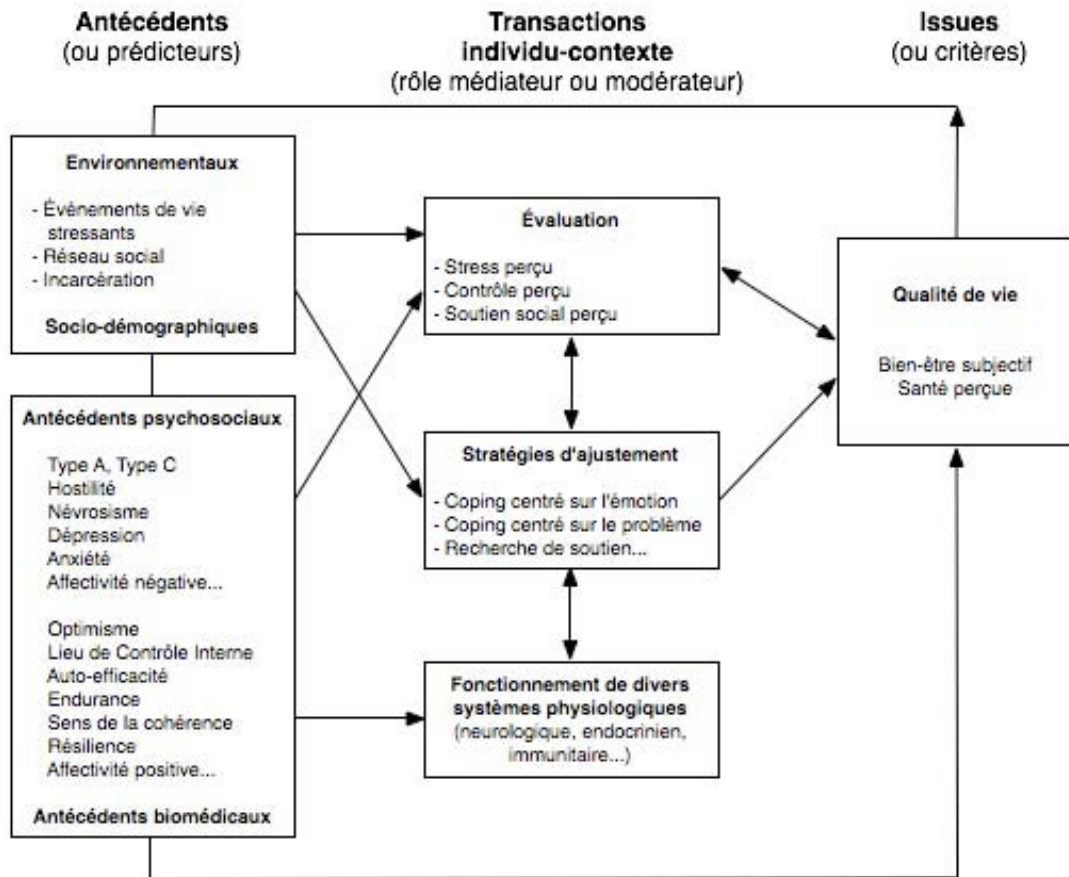 Antécédents
(ou prédicteurs)
Transactions
individu-contexte
(rôle médiateur ou modérateur)
Issues
(ou critères)
Environnementaux
- Événements de vie
stressants
- Réseau social
- Incarcération
Socio-démographiques
Antécédents psychosociaux
Type A, Type C
Hostilité
Névrosisme
Dépression
Anxiété
Affectivité négative...
Optimisme
Lieu de Contrôle Interne
Auto-efficacité
Endurance
Sens de la cohérence
Résilience
Affectivité positive...
Antécédents biomédicaux
Évaluation
- Stress perçu
- Contrôle perçu
- Soutien social perçu
Stratégies d'ajustement
- Coping centré sur l'émotion
- Coping centré sur le problème
- Recherche de soutien...
Fonctionnement de divers
systèmes physiologiques
(neurologique, endocrinien,
immunitaire...)
Qualité de vie
Bien-être subjectif
Santé perçue